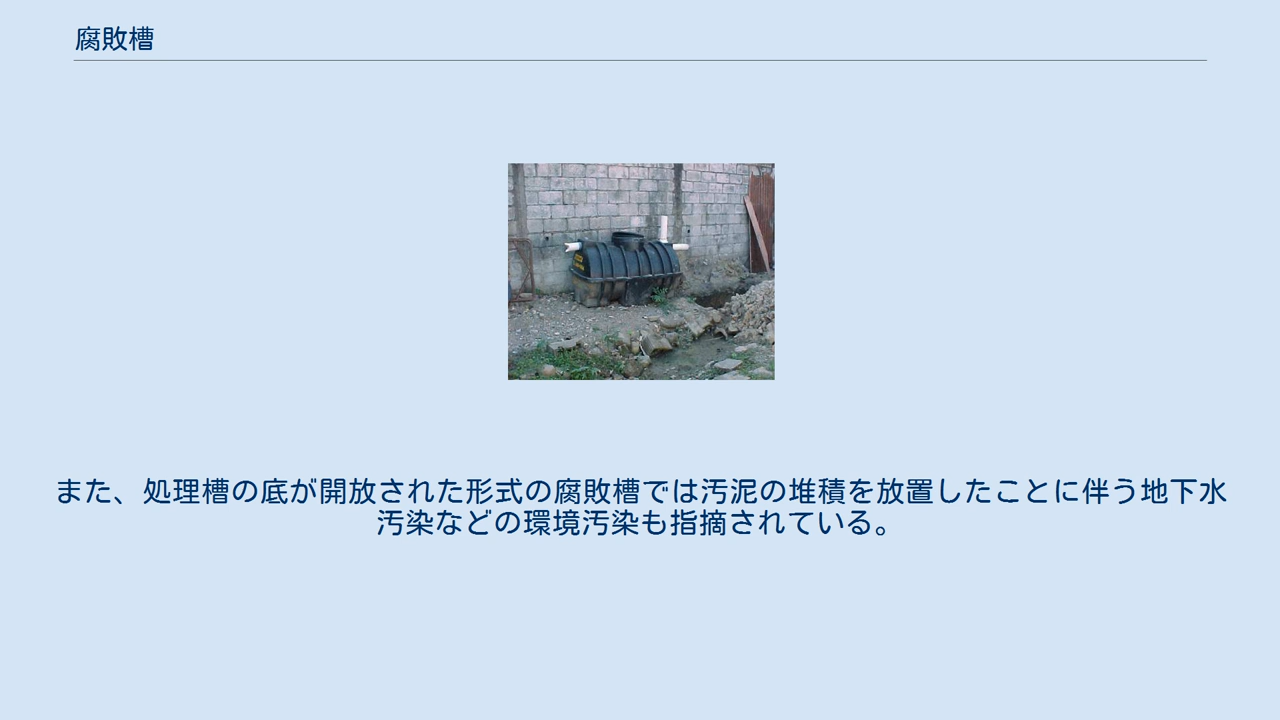 腐敗槽
また、処理槽の底が開放された形式の腐敗槽では汚泥の堆積を放置したことに伴う地下水
汚染などの環境汚染も指摘されている。